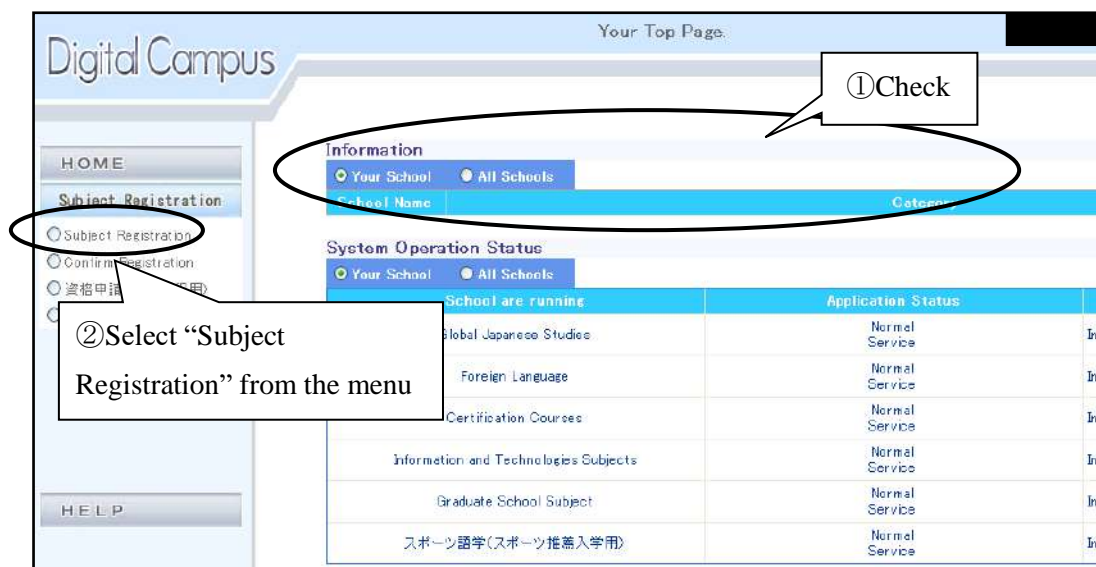 Your Top Page.
Digital Campus
①Check
HOME
Subject Registration
Subject Registration
Confirm Registration
資格申請
②Select “Subject
Registration” from the menu
HELP
Information
Your School
All Schools
School Name
Category
System Operation Status
Your School
All Schools
School are running
Application Status
Global Japanese Studies
Normal
Service
Foreign Language
Normal
Service
Certification Courses
Normal
Service
Information and Technologies Subjects
Normal
Service
Graduate School Subject
Normal
Service
スポーツ語学(スポーツ推薦入学用)
Normal
Service